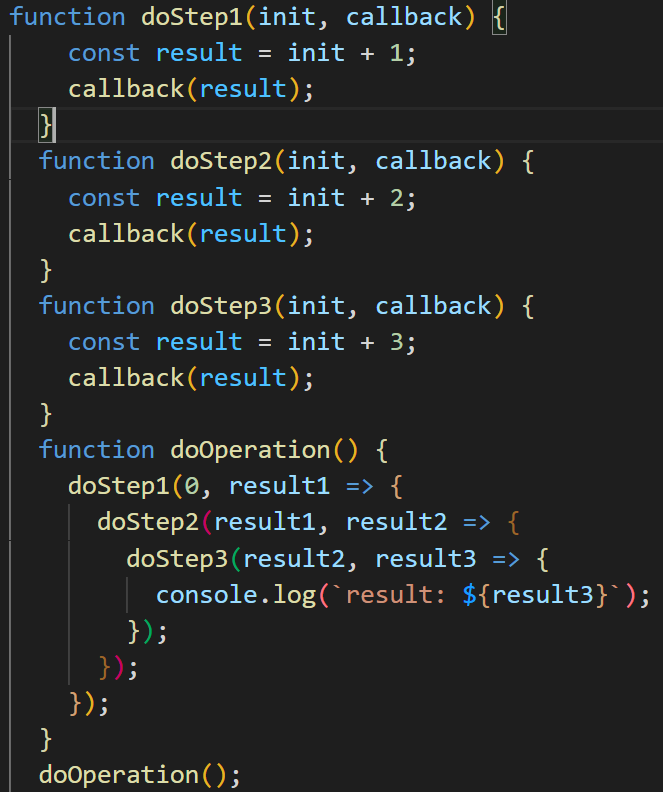 function doStep1(init, callback) {
    const result = init + 1;
    callback(result);
  }
  function doStep2(init, callback) {
    const result = init + 2;
    callback(result);
  }
  function doStep3(init, callback) {
    const result = init + 3;
    callback(result);
  }
  function doOperation() {
    doStep1(0, result1 => {
      doStep2(result1, result2 => {
        doStep3(result2, result3 => {
          console.log(`result: ${result3}`);
        });
      });
    });
  }
  doOperation();